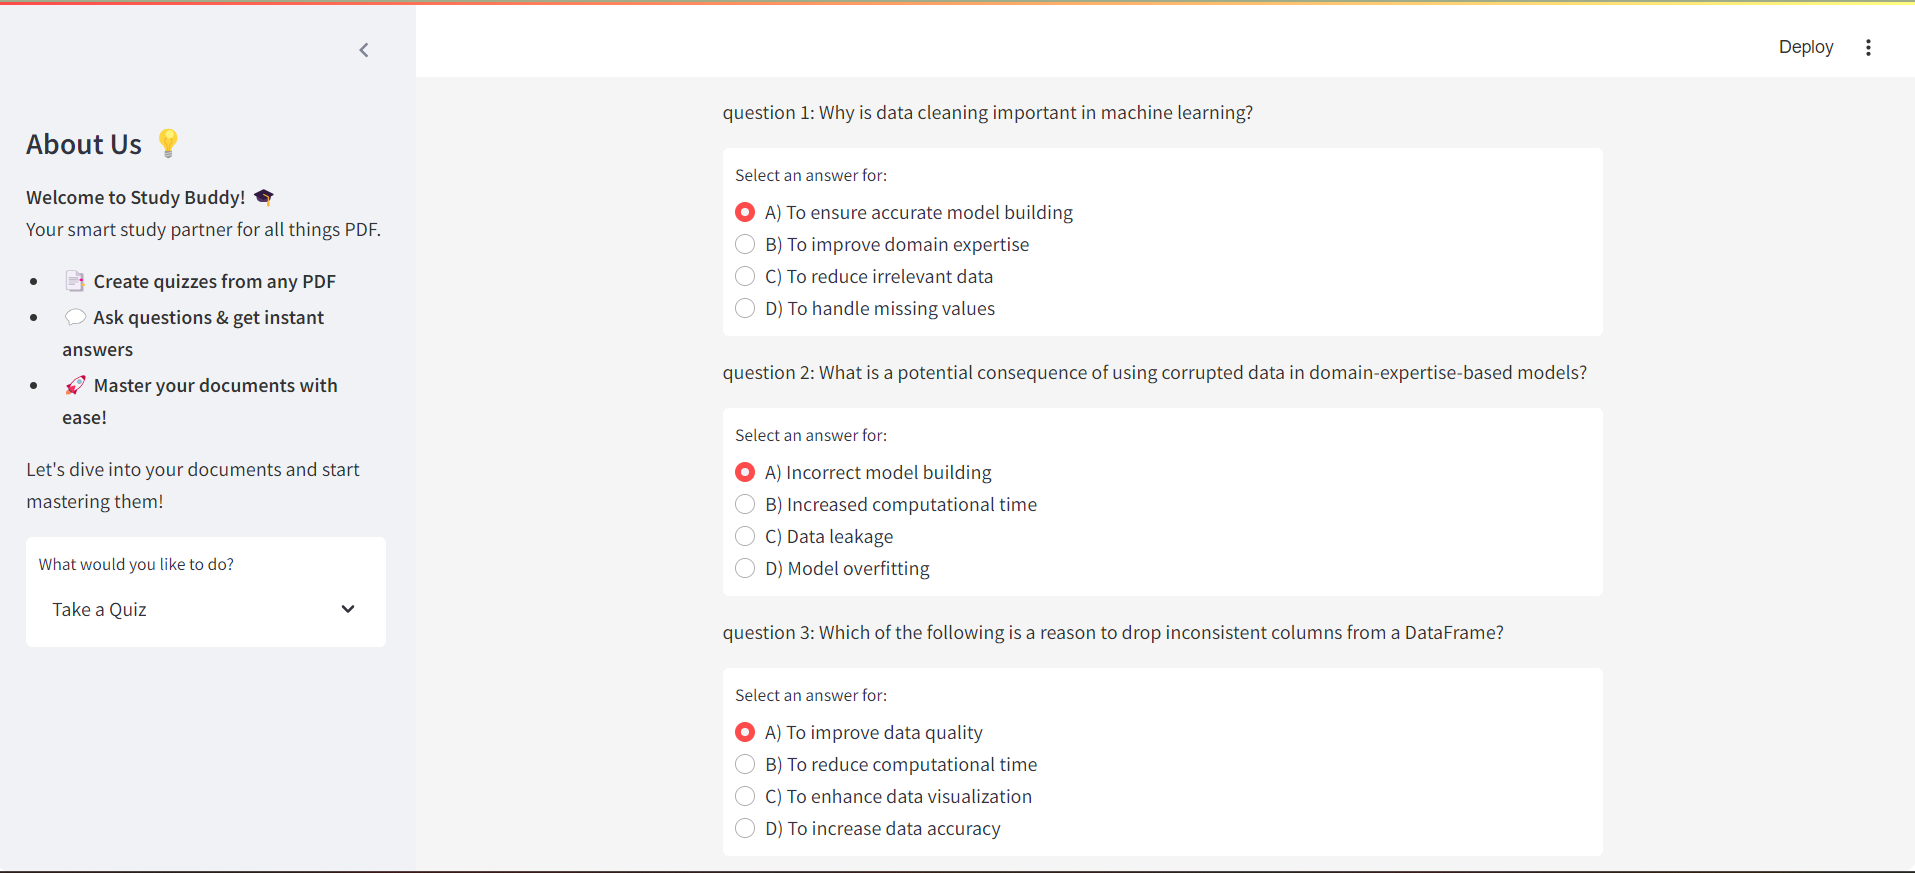 Deploy
About Us 💡
Welcome to Study Buddy! 🎓
Your smart study partner for all things PDF.
• 📑 Create quizzes from any PDF
• 💬 Ask questions & get instant
answers
• 🚀 Master your documents with
ease!
Let's dive into your documents and start
mastering them!
What would you like to do?
Take a Quiz
question 1: Why is data cleaning important in machine learning?
Select an answer for:
A) To ensure accurate model building
B) To improve domain expertise
C) To reduce irrelevant data
D) To handle missing values
question 2: What is a potential consequence of using corrupted data in domain-expertise-based models?
Select an answer for:
A) Incorrect model building
B) Increased computational time
C) Data leakage
D) Model overfitting
question 3: Which of the following is a reason to drop inconsistent columns from a DataFrame?
Select an answer for:
A) To improve data quality
B) To reduce computational time
C) To enhance data visualization
D) To increase data accuracy